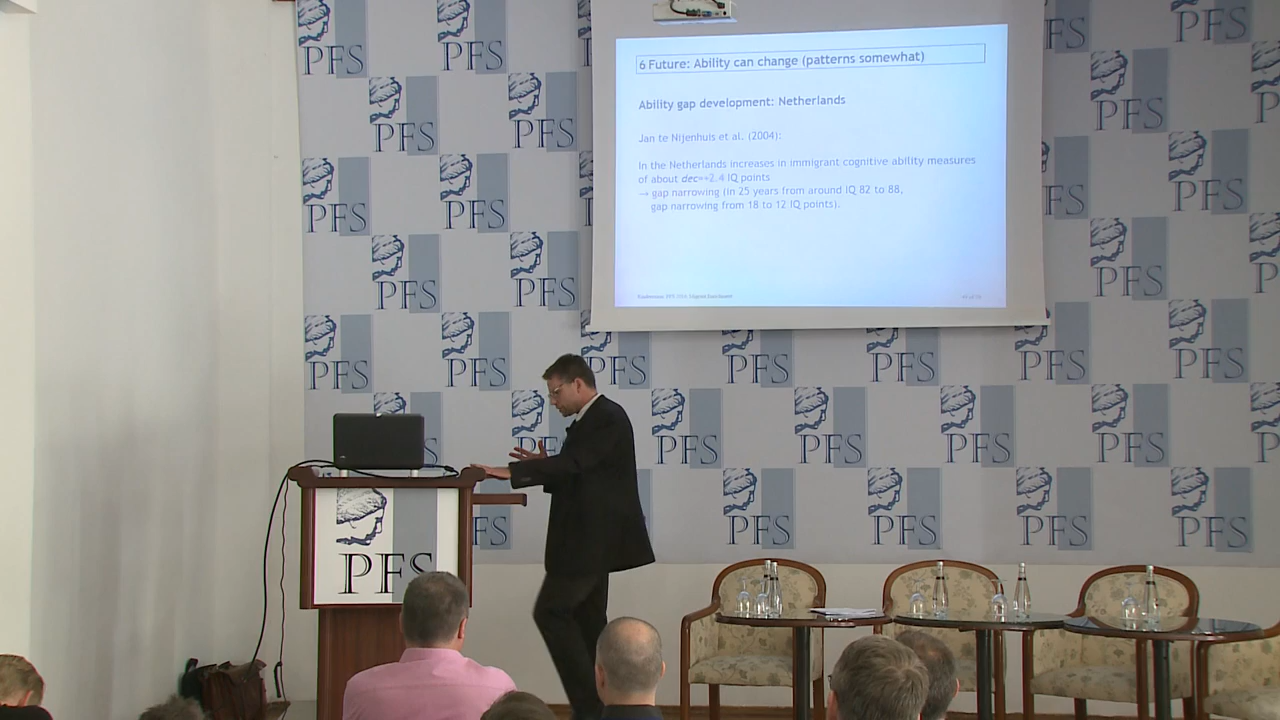 6 Future: Ability can change (patterns somewhat)
Ability gap development: Netherlands
Jan te Nijenhuis et al. (2004):
In the Netherlands increases in immigrant cognitive ability measures
of about dec=+2.4 IQ points
→ gap narrowing (in 25 years from around IQ 82 to 88,
gap narrowing from 18 to 12 IQ points).
PFS